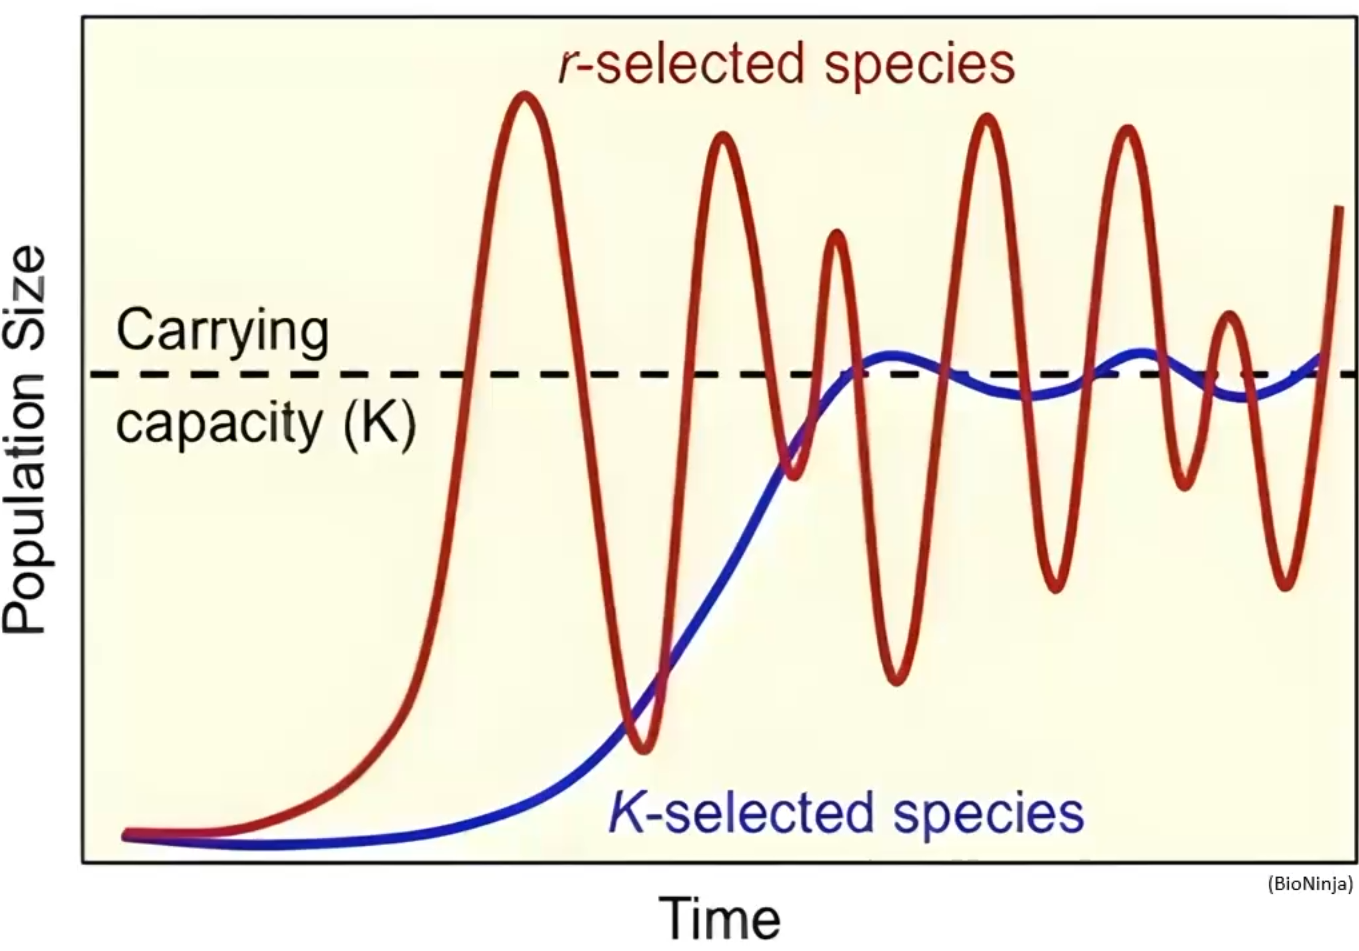 r-selected species
Carrying
capacity (K)
Population Size
K-selected species
(BioNinja)
Time